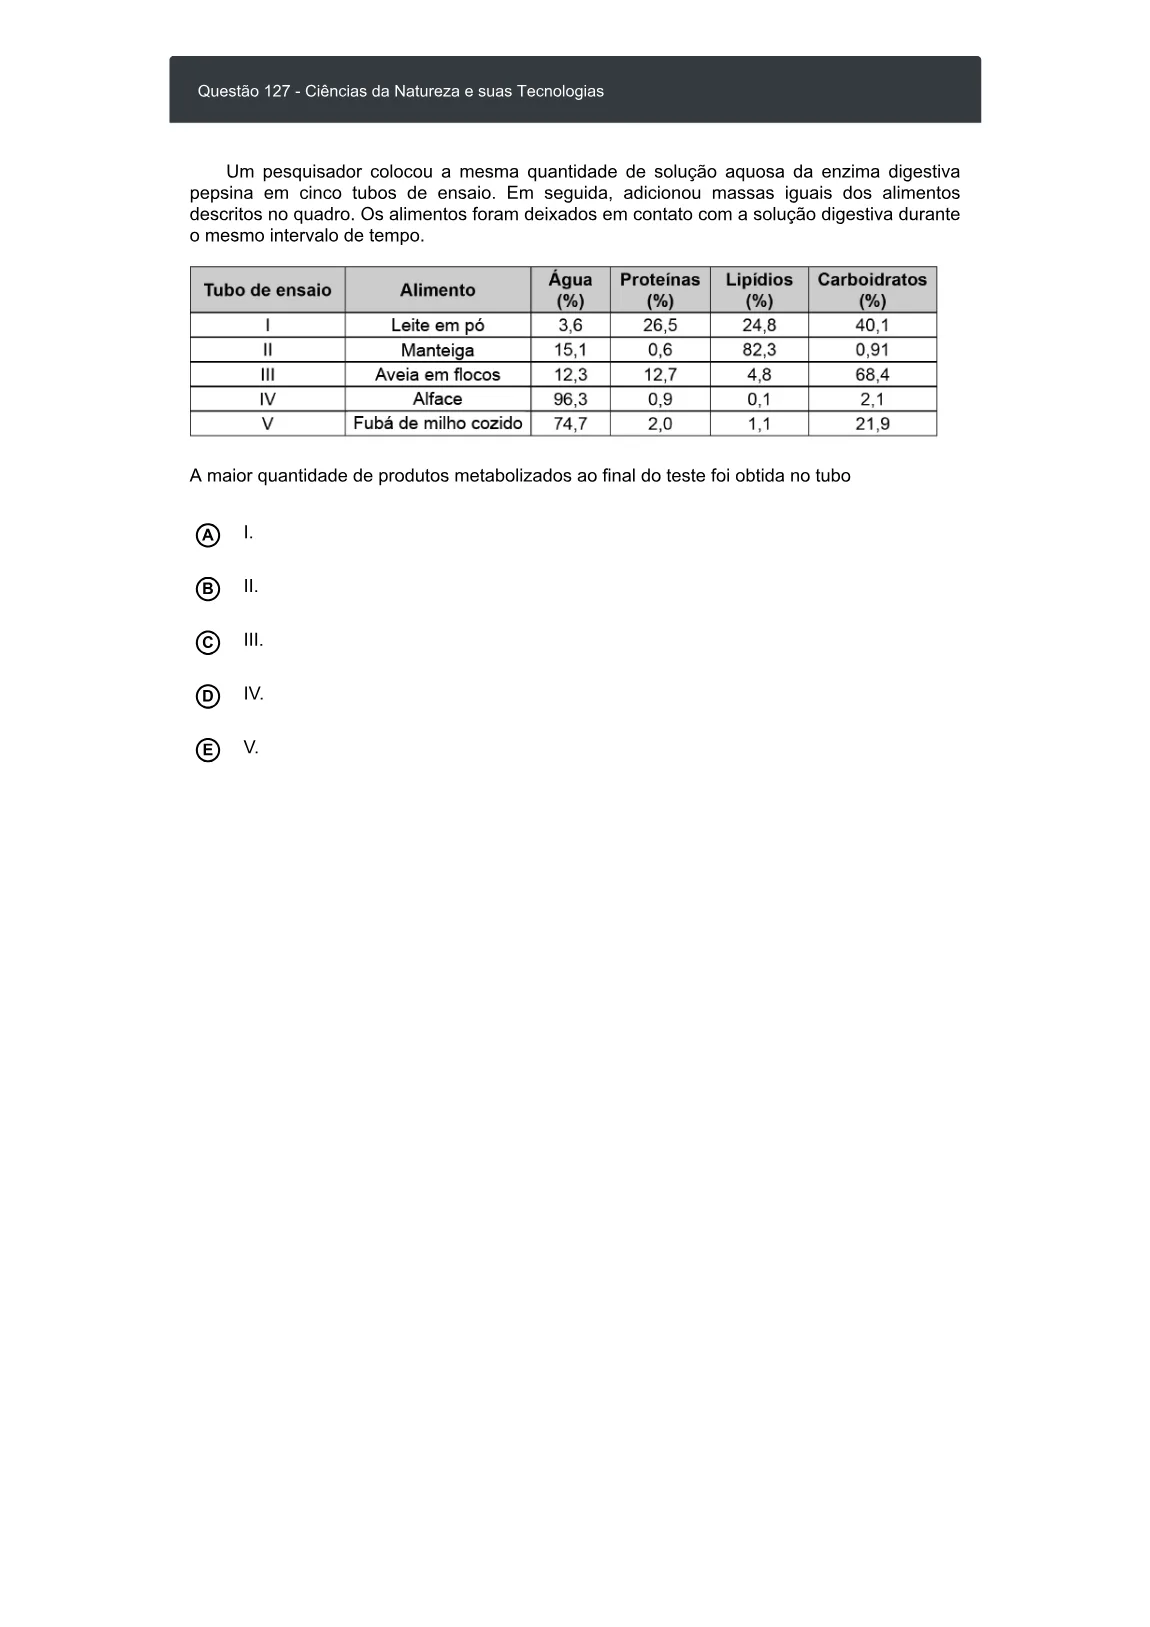 Questão 127 - Ciências da Natureza e suas Tecnologias
Um pesquisador colocou a mesma quantidade de solução aquosa da enzima digestiva
pepsina em cinco tubos de ensaio. Em seguida, adicionou massas iguais dos alimentos
descritos no quadro. Os alimentos foram deixados em contato com a solução digestiva durante
o mesmo intervalo de tempo.
Tubo de ensaio Alimento Água (%) Proteínas (%) Lipídios (%) Carboidratos (%)
I Leite em pó 3,6 26,5 24,8 40,1
II Manteiga 15,1 0,6 82,3 0,91
III Aveia em flocos 12,3 12,7 4,8 68,4
IV Alface 96,3 0,9 0,1 2,1
V Fubá de milho cozido 74,7 2,0 1,1 21,9
A maior quantidade de produtos metabolizados ao final do teste foi obtida no tubo
A I.
B II.
C III.
D IV.
E V.